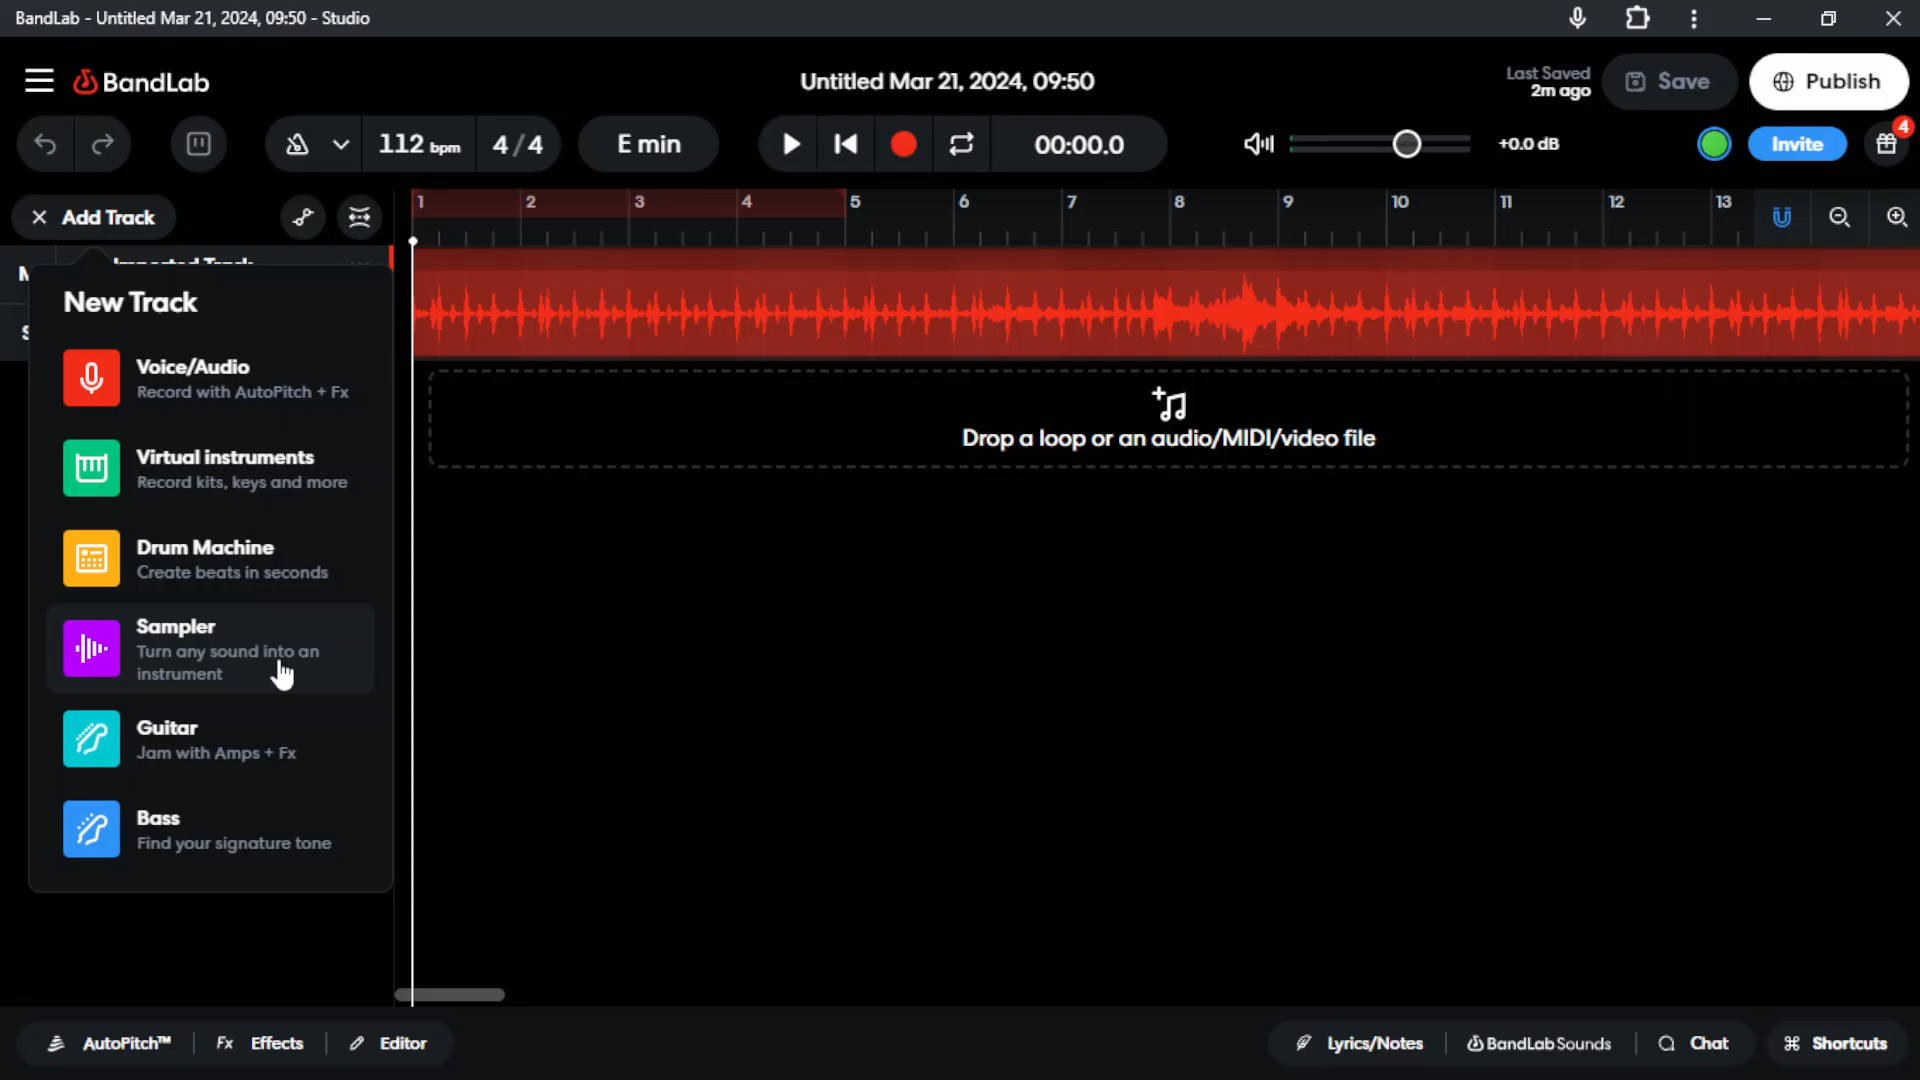 BandLab - Untitled Mar 21, 2024, 09:50 - Studio
BandLab
Untitled Mar 21, 2024, 09:50
Last Saved
2m ago
Save
Publish
112 bpm
4/4
E min
00:00.0
+0.0 dB
Invite
4
Add Track
1 2 3 4 5 6 7 8 9 10 11 12 13
New Track
Voice/Audio
Record with AutoPitch + Fx
Virtual instruments
Record kits, keys and more
Drum Machine
Create beats in seconds
Sampler
Turn any sound into an
instrument
Guitar
Jam with Amps + Fx
Bass
Find your signature tone
Drop a loop or an audio/MIDI/video file
AutoPitch™
Fx Effects
Editor
Lyrics/Notes
BandLab Sounds
Chat
⌘ Shortcuts